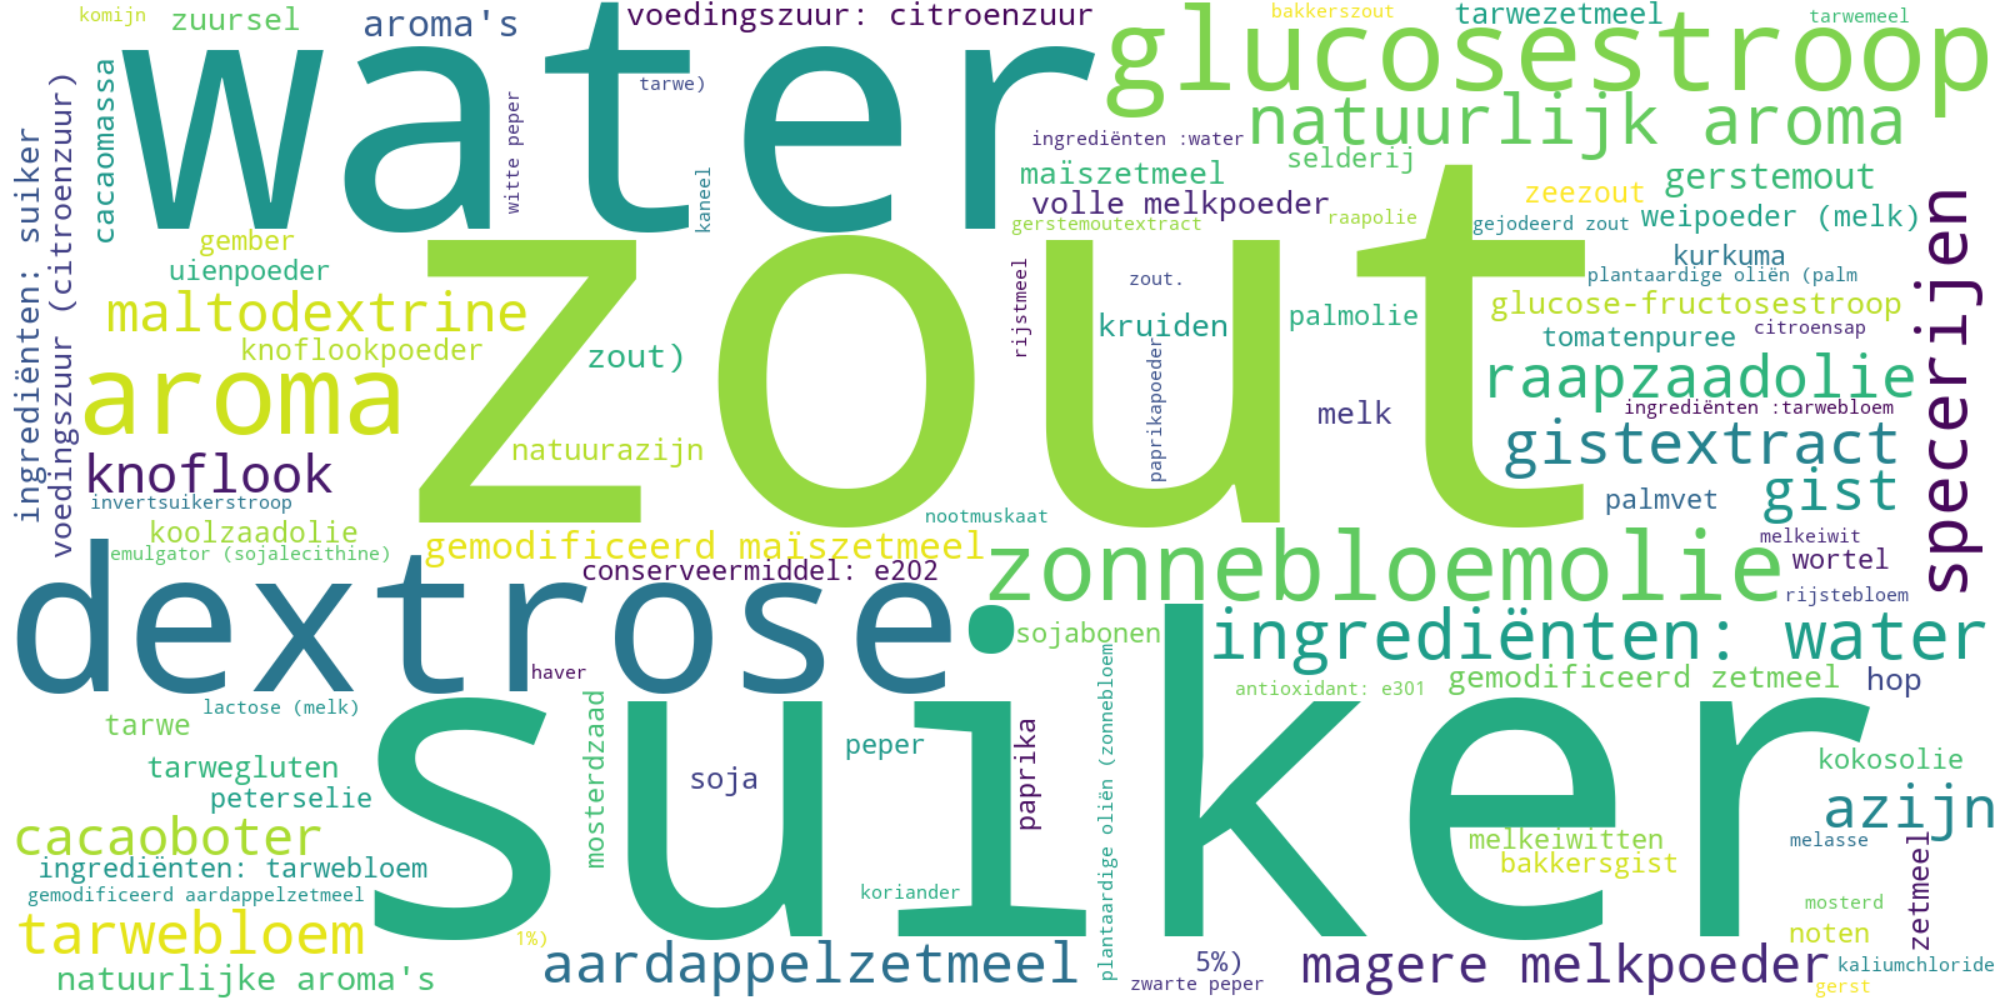 komijn
zuursel
aroma's
voedingszuur: citroenzuur
bakkerszout
tarwezetmeel
tarwemeel
water
glucosestroop
tarwe)
cacaomassa
witte peper
kaneel
ingrediënten: suiker
voedingszuur (citroenzuur)
natuurlijk aroma
ingrediënten :water
selderij
maïszetmeel
gerstemout
zeezout
volle melkpoeder
specerijen
gerstemoutextract
raapolie
gejodeerd zout
weipoeder (melk)
gember
zout
kurkuma
uienpoeder
rijstmeel
zout.
plantaardige oliën (palm
maltodextrine
kruiden
palmolie
glucose-fructosestroop
citroensap
knoflookpoeder
zout)
paprikapoeder
tomatenpuree
aroma
raapzaadolie
melk
ingrediënten :tarwebloem
natuurazijn
gistextract
knoflook
invertsuikerstroop
palmvet
gist
nootmuskaat
koolzaadolie
gemodificeerd maïszetmeel
melkeiwit
emulgator (sojalecithine)
conserveermiddel: e202
zonnebloemolie
wortel
dextrose
rijstebloem
sojabonen
ingrediënten: water
haver
plantaardige oliën (zonnebloem
antioxidant: e301
gemodificeerd zetmeel
hop
lactose (melk)
tarwe
mosterdzaad
suiker
paprika
peper
tarwegluten
soja
kokosolie
peterselie
azijn
cacaoboter
melkeiwitten
melasse
ingrediënten: tarwebloem
bakkersgist
zetmeel
gemodificeerd aardappelzetmeel
koriander
mosterd
tarwebloem
1%)
noten
natuurlijke aroma's
aardappelzetmeel
5%)
magere melkpoeder
kaliumchloride
zwarte peper
gerst